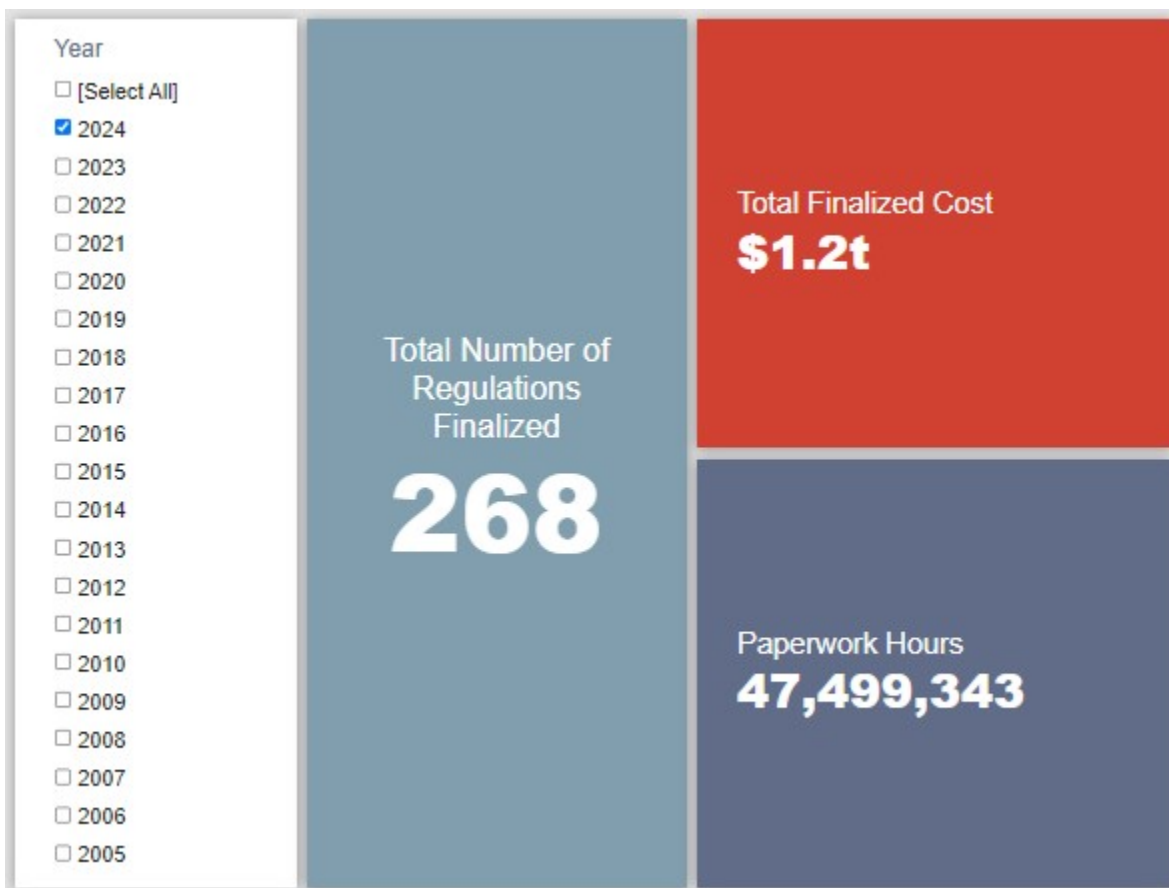 Year
[Select All]
2024
2023
2022
2021
2020
2019
2018
2017
2016
2015
2014
2013
2012
2011
2010
2009
2008
2007
2006
2005
Total Number of
Regulations
Finalized
268
Total Finalized Cost
$1.2t
Paperwork Hours
47,499,343